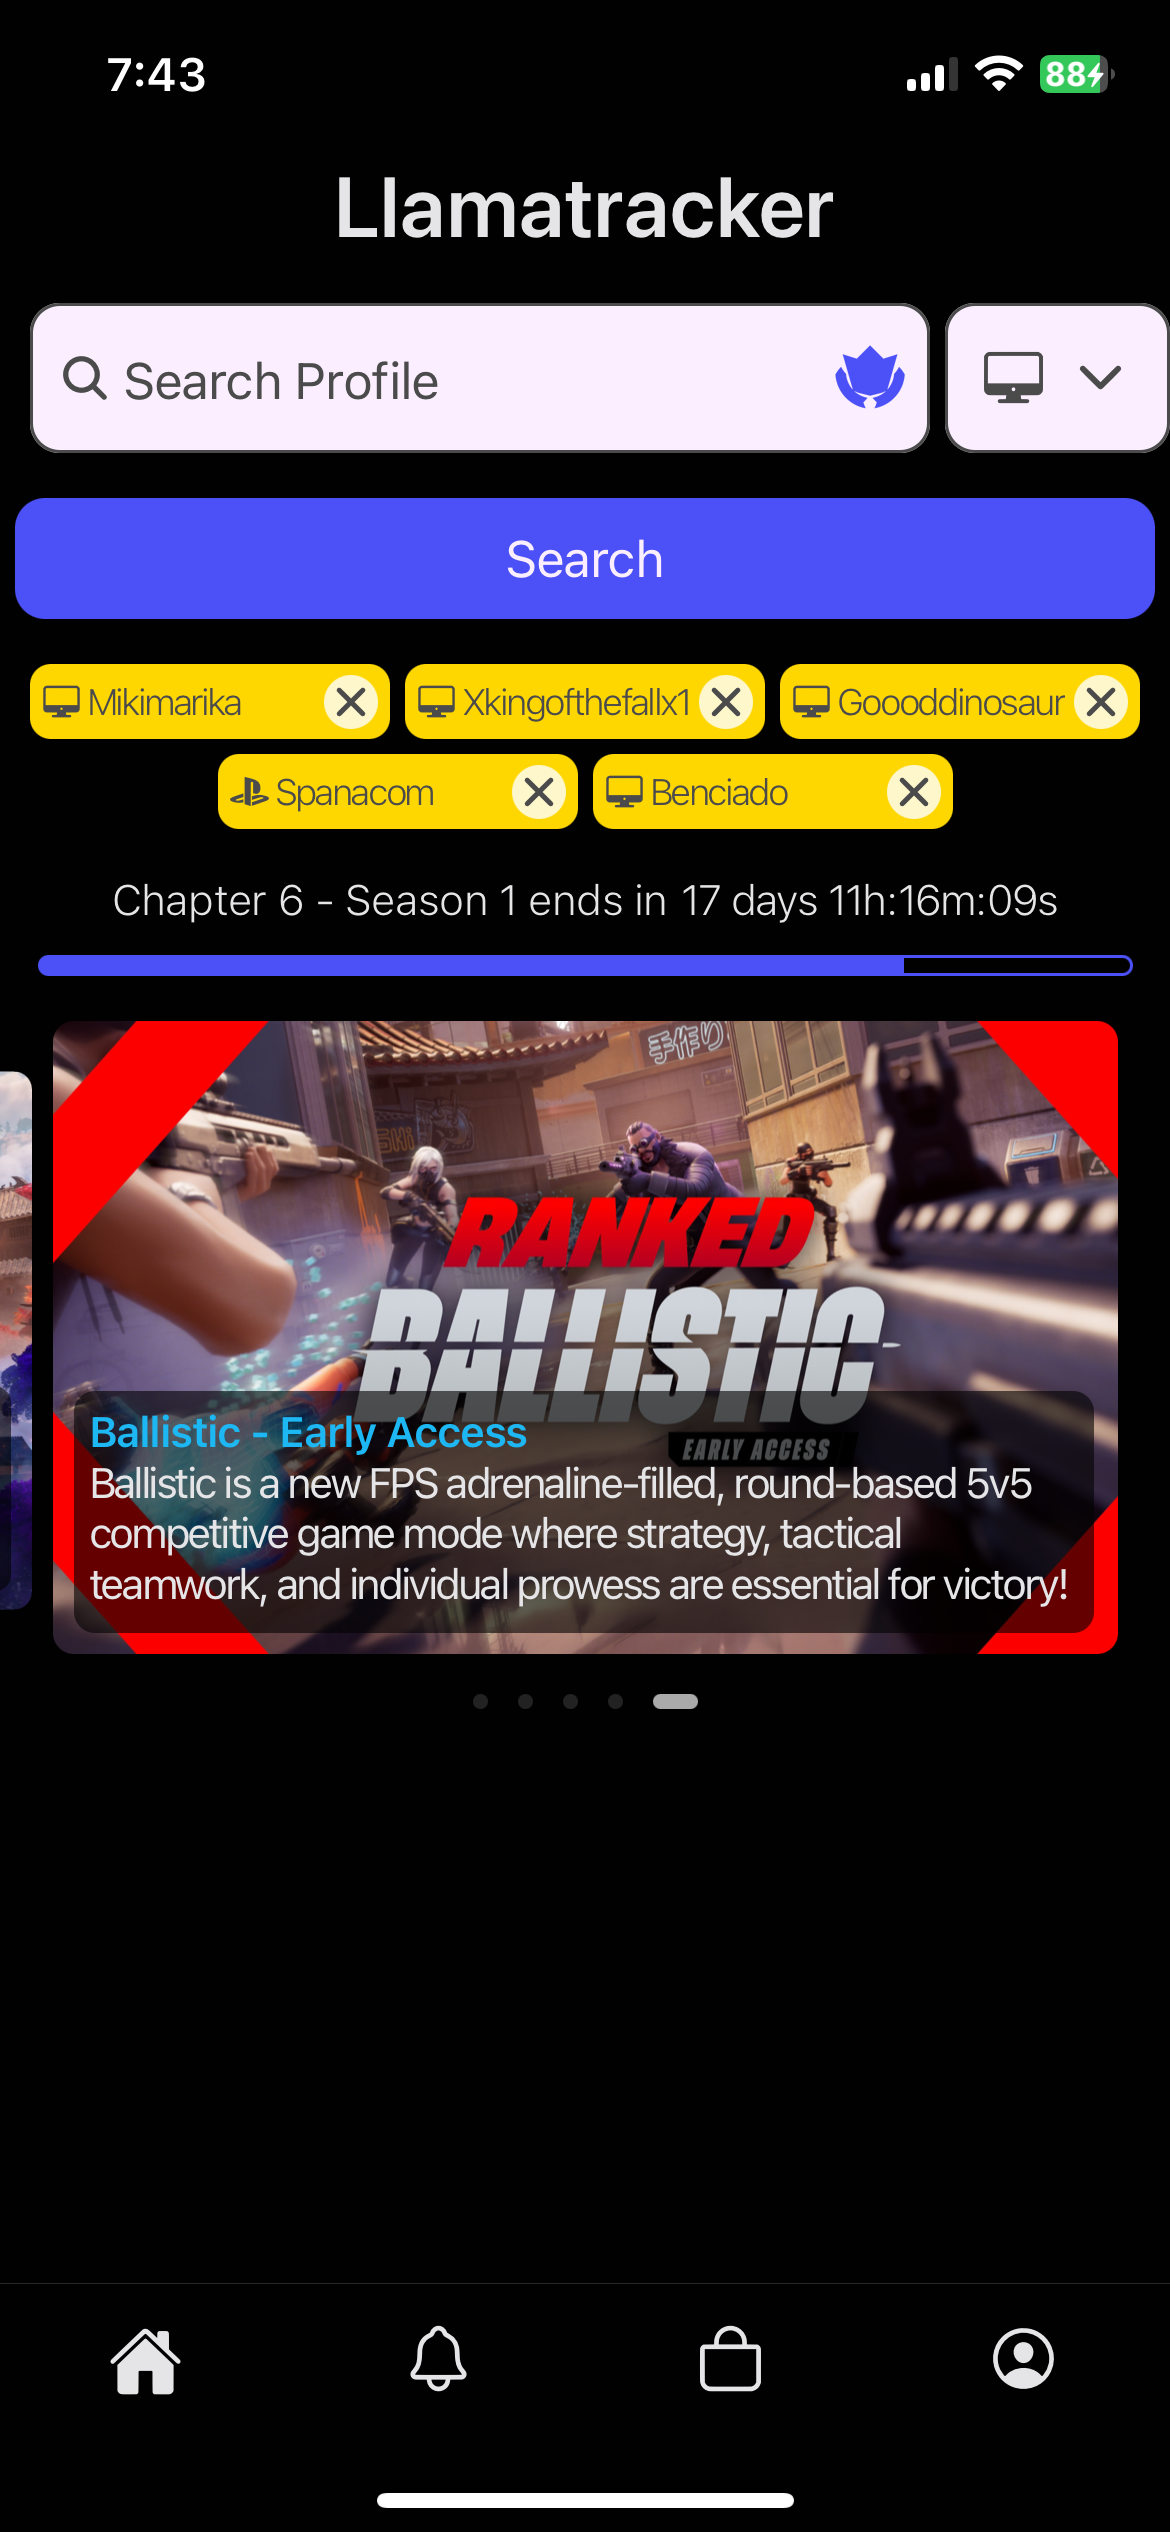 7:43
88
Llamatracker
Search Profile
Search
Mikimarika
Xkingofthefallx1
Goooddinosaur
Spanacom
Benciado
Chapter 6 - Season 1 ends in 17 days 11h:16m:09s
手作り
RANKED
BALLISTIC
EARLY ACCESS
Ballistic - Early Access
Ballistic is a new FPS adrenaline-filled, round-based 5v5
competitive game mode where strategy, tactical
teamwork, and individual prowess are essential for victory!